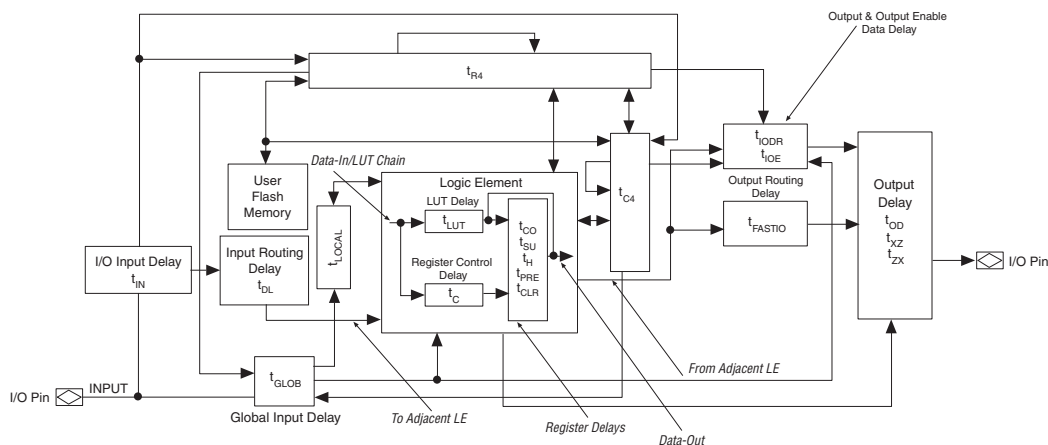 Output & Output Enable
Data Delay
tR4
tIODR
tIOE
Data-In/LUT Chain
User
Flash
Memory
Logic Element
LUT Delay
tLUT
tC4
Output Routing
Delay
tFASTIO
Output
Delay
tOD
tXZ
tZX
I/O Pin
tLOCAL
tCO
tSU
tH
tPRE
tCLR
I/O Input Delay
tIN
Input Routing
Delay
tDL
Register Control
Delay
tC
From Adjacent LE
tGLOB
I/O Pin
INPUT
Global Input Delay
To Adjacent LE
Register Delays
Data-Out